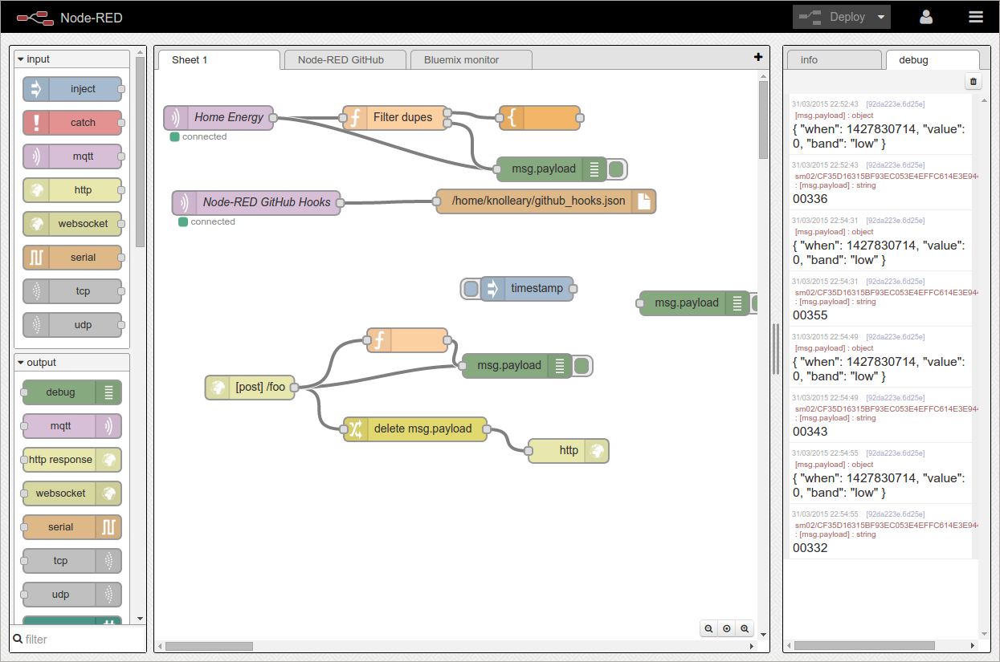 Node-RED
Deploy
input
inject
catch
mqtt
http
websocket
serial
tcp
udp
output
debug
mqtt
http response
websocket
serial
tcp
udp
filter
Sheet 1
Node-RED GitHub
Bluemix monitor
Home Energy
connected
Filter dupes
msg.payload
Node-RED GitHub Hooks
connected
/home/knolleary/github_hooks.json
timestamp
msg.payload
msg.payload
[post] /foo
delete msg.payload
http
info
debug
31/03/2015 22:52:43 [92da223e.6d25e]
[msg.payload] : object
{ "when": 1427830714, "value":
0, "band": "low" }
31/03/2015 22:52:43 [92da223e.6d25e]
sm02/CF35D16315BF93EC053E4EFFC614E3E944
: [msg.payload] : string
00336
31/03/2015 22:54:31 [92da223e.6d25e]
[msg.payload] : object
{ "when": 1427830714, "value":
0, "band": "low" }
31/03/2015 22:54:31 [92da223e.6d25e]
sm02/CF35D16315BF93EC053E4EFFC614E3E944
: [msg.payload] : string
00355
31/03/2015 22:54:49 [92da223e.6d25e]
[msg.payload] : object
{ "when": 1427830714, "value":
0, "band": "low" }
31/03/2015 22:54:49 [92da223e.6d25e]
sm02/CF35D16315BF93EC053E4EFFC614E3E944
: [msg.payload] : string
00343
31/03/2015 22:54:55 [92da223e.6d25e]
[msg.payload] : object
{ "when": 1427830714, "value":
0, "band": "low" }
31/03/2015 22:54:55 [92da223e.6d25e]
sm02/CF35D16315BF93EC053E4EFFC614E3E944
: [msg.payload] : string
00332